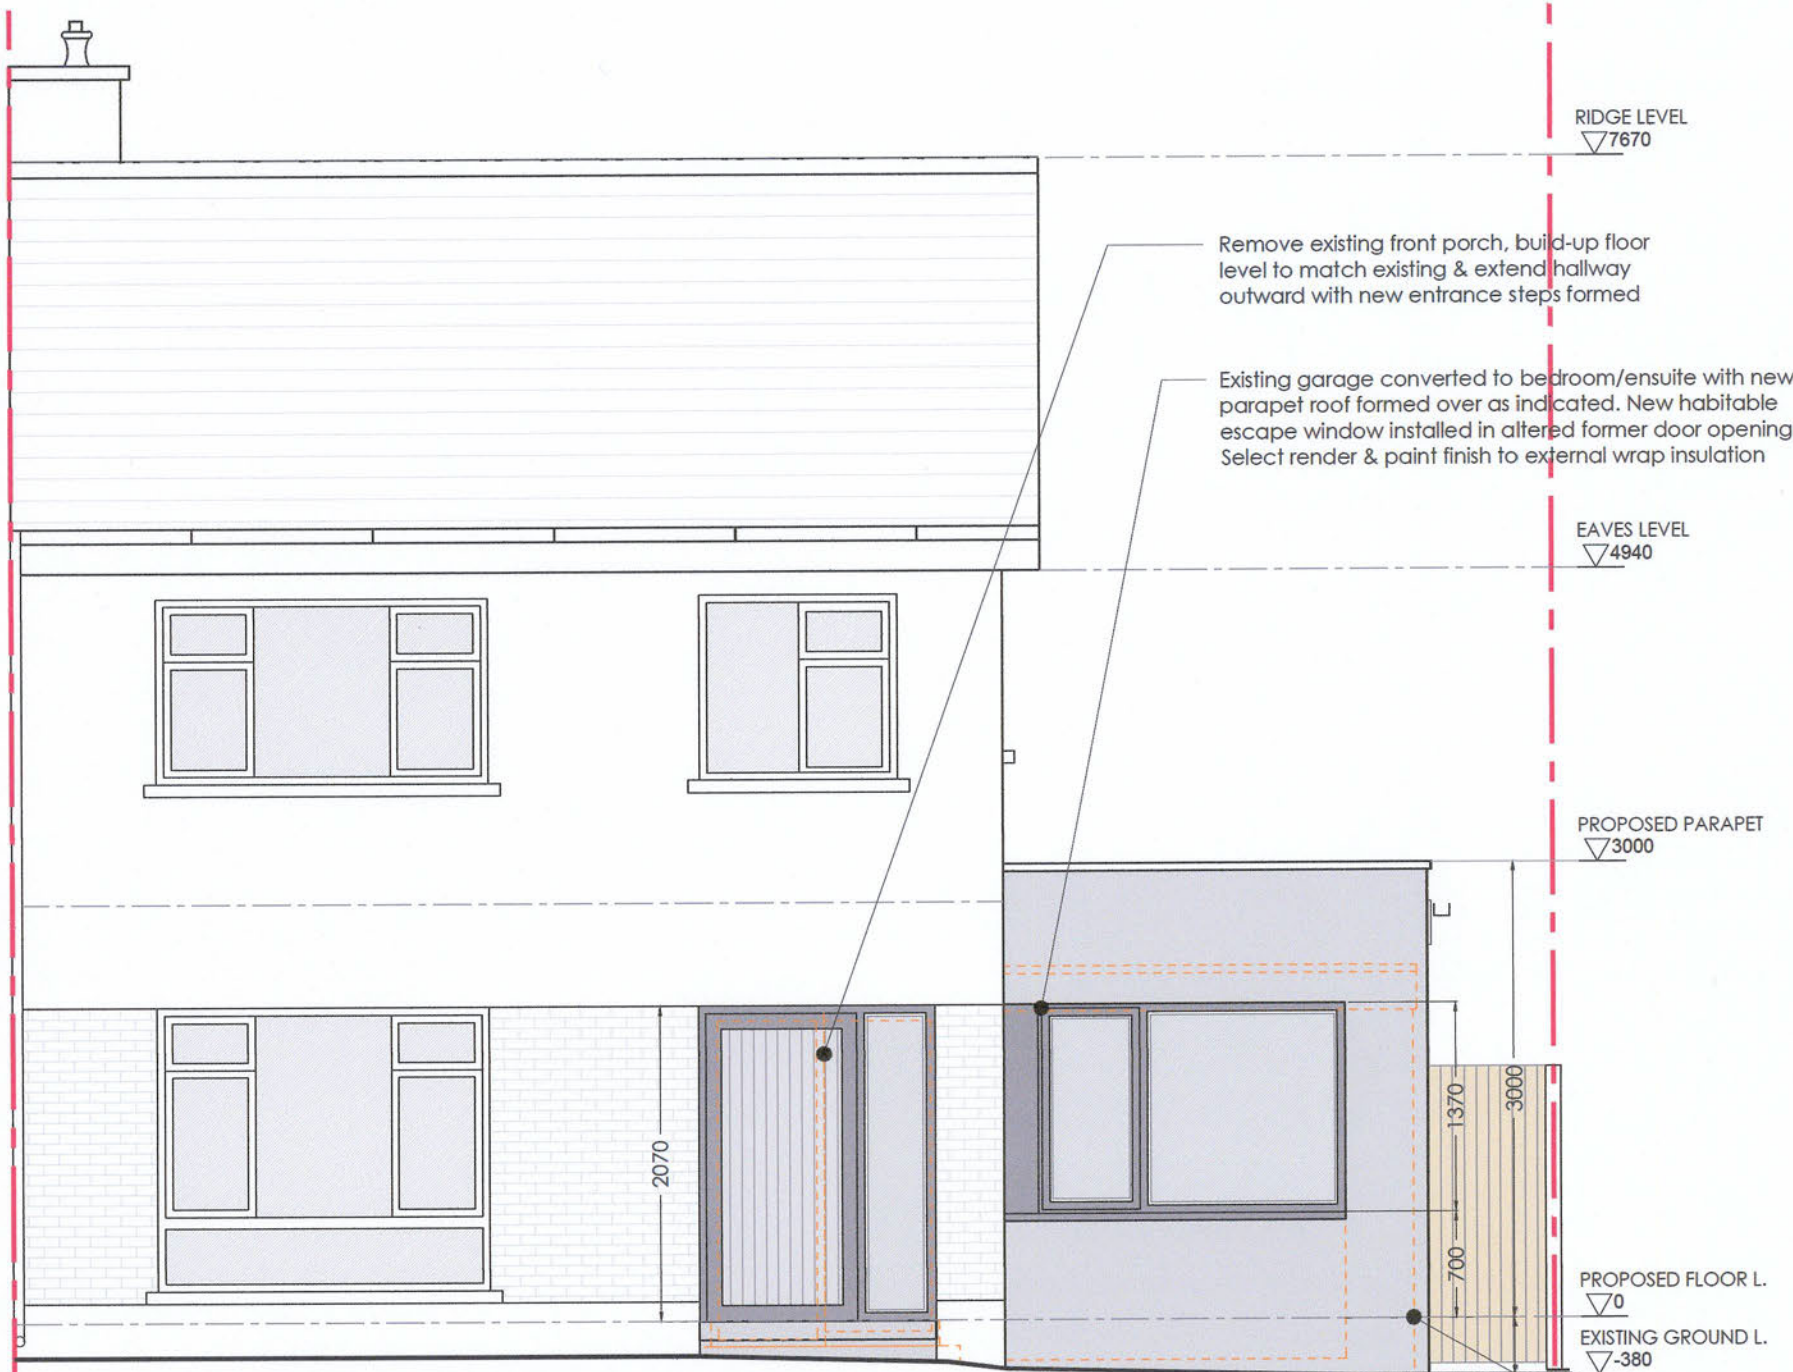 RIDGE LEVEL
7670
Remove existing front porch, build-up floor
level to match existing & extend hallway
outward with new entrance steps formed
Existing garage converted to bedroom/ensuite with new
parapet roof formed over as indicated. New habitable
escape window installed in altered former door opening
Select render & paint finish to external wrap insulation
EAVES LEVEL
4940
PROPOSED PARAPET
3000
2070
1370
3000
700
PROPOSED FLOOR L.
0
EXISTING GROUND L.
-380